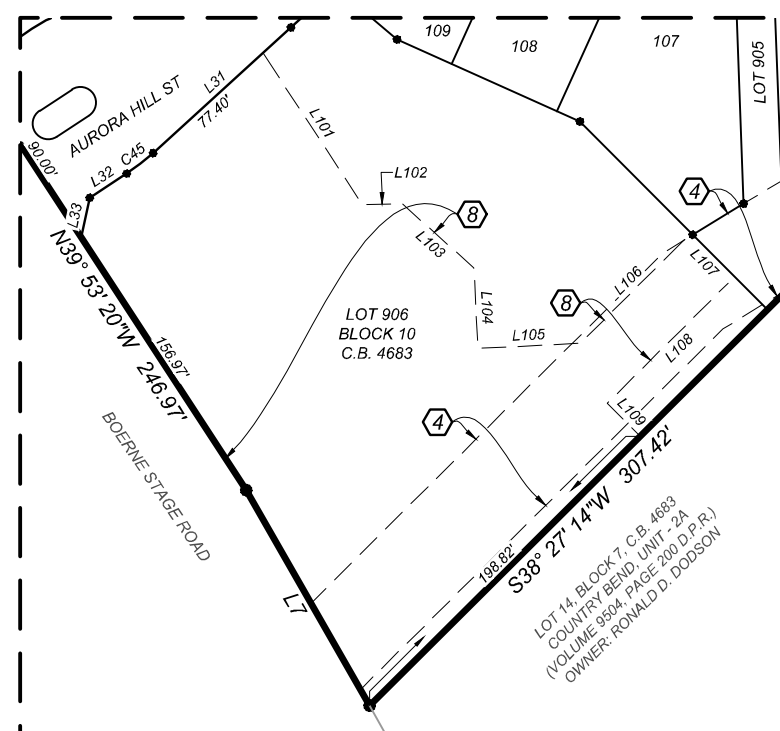 109
108
107
LOT 905
L31
77.40'
AURORA HILL ST
L101
C45
L32
90.00'
L33
L102
8
L103
4
L107
L106
L104
8
L105
L108
LOT 906
BLOCK 10
C.B. 4683
N39° 53' 20"W 246.97'
156.97'
L109
4
BOERNE STAGE ROAD
S38° 27' 14"W 307.42'
198.82'
L7
LOT 14, BLOCK 7, C.B. 4683
COUNTRY BEND, UNIT - 2A
(VOLUME 9504, PAGE 200 D.P.R.)
OWNER: RONALD D. DODSON